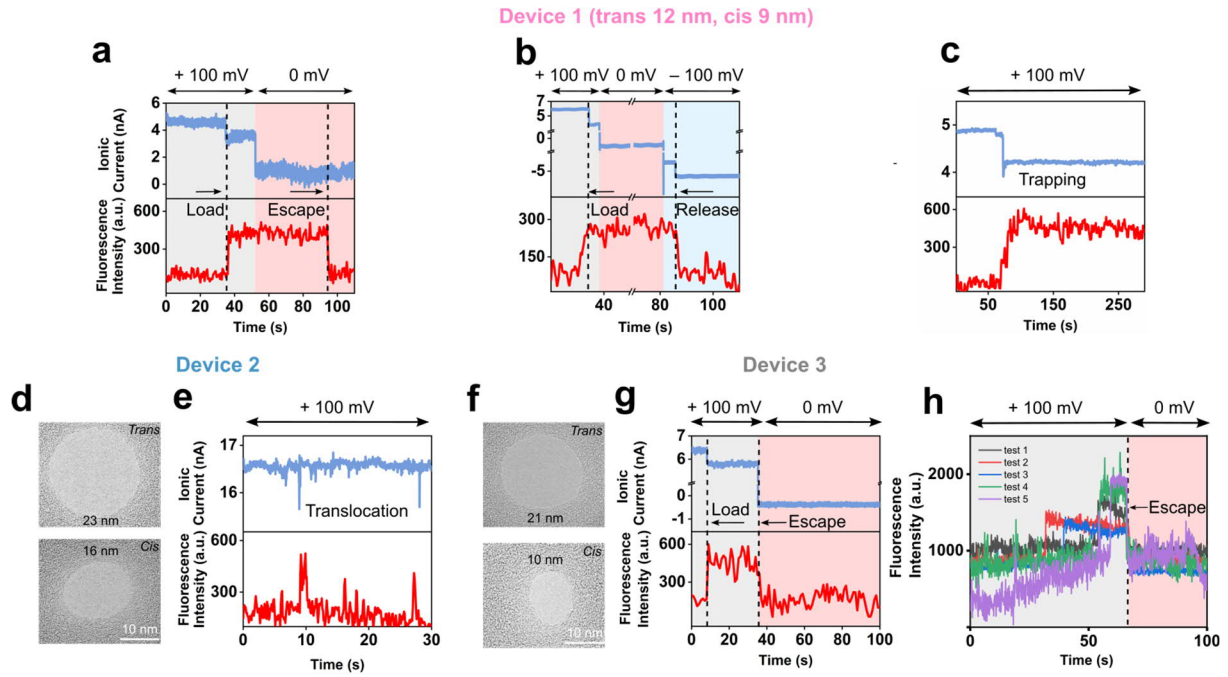 Device 1 (trans 12 nm, cis 9 nm)
a
+ 100 mV
0 mV
Ionic
Current (nA)
6
4
2
0
Load
Escape
Fluorescence
Intensity (a.u.)
600
300
0
20
40
60
80
100
Time (s)
b
+ 100 mV
0 mV
– 100 mV
Ionic
Current (nA)
7
5
0
-5
Load
Release
Fluorescence
Intensity (a.u.)
300
150
40
80
100
Time (s)
c
+ 100 mV
5
4
Trapping
600
300
50
150
250
Time (s)
Device 2
d
Trans
23 nm
16 nm
Cis
10 nm
e
+ 100 mV
Ionic
Current (nA)
17
16
Translocation
Fluorescence
Intensity (a.u.)
600
300
0
10
20
30
Time (s)
Device 3
f
Trans
21 nm
Cis
10 nm
10 nm
g
+ 100 mV
0 mV
Ionic
Current (nA)
7
6
0
-1
Load
Escape
Fluorescence
Intensity (a.u.)
600
300
0
20
40
60
80
100
Time (s)
h
+ 100 mV
0 mV
test 1
test 2
test 3
test 4
test 5
Escape
Fluorescence
Intensity (a.u.)
2000
1000
0
50
100
Time (s)